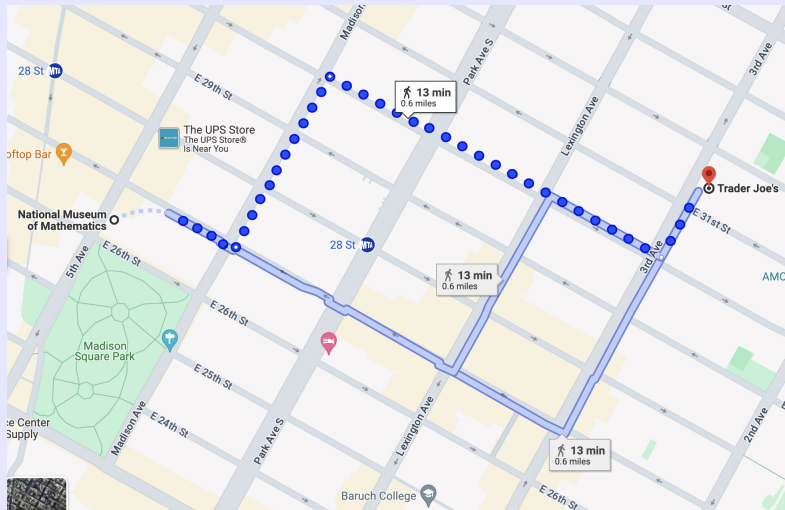 Madiso
Park Ave S
3rd Ave
28 St
MTA
E 29th St
13 min
0.6 miles
Lexington Ave
The UPS Store
The UPS Store®
Is Near You
oftop Bar
Trader Joe's
National Museum
of Mathematics
E 31st St
28 St
MTA
3rd Ave
5th Ave
E 26th St
AMC
13 min
0.6 miles
E 26th St
Madison
Square Park
E 25th St
Madison Ave
E 24th St
Park Ave S
Lexington Ave
2nd Ave
ce Center
Supply
13 min
0.6 miles
Baruch College
E 26th St